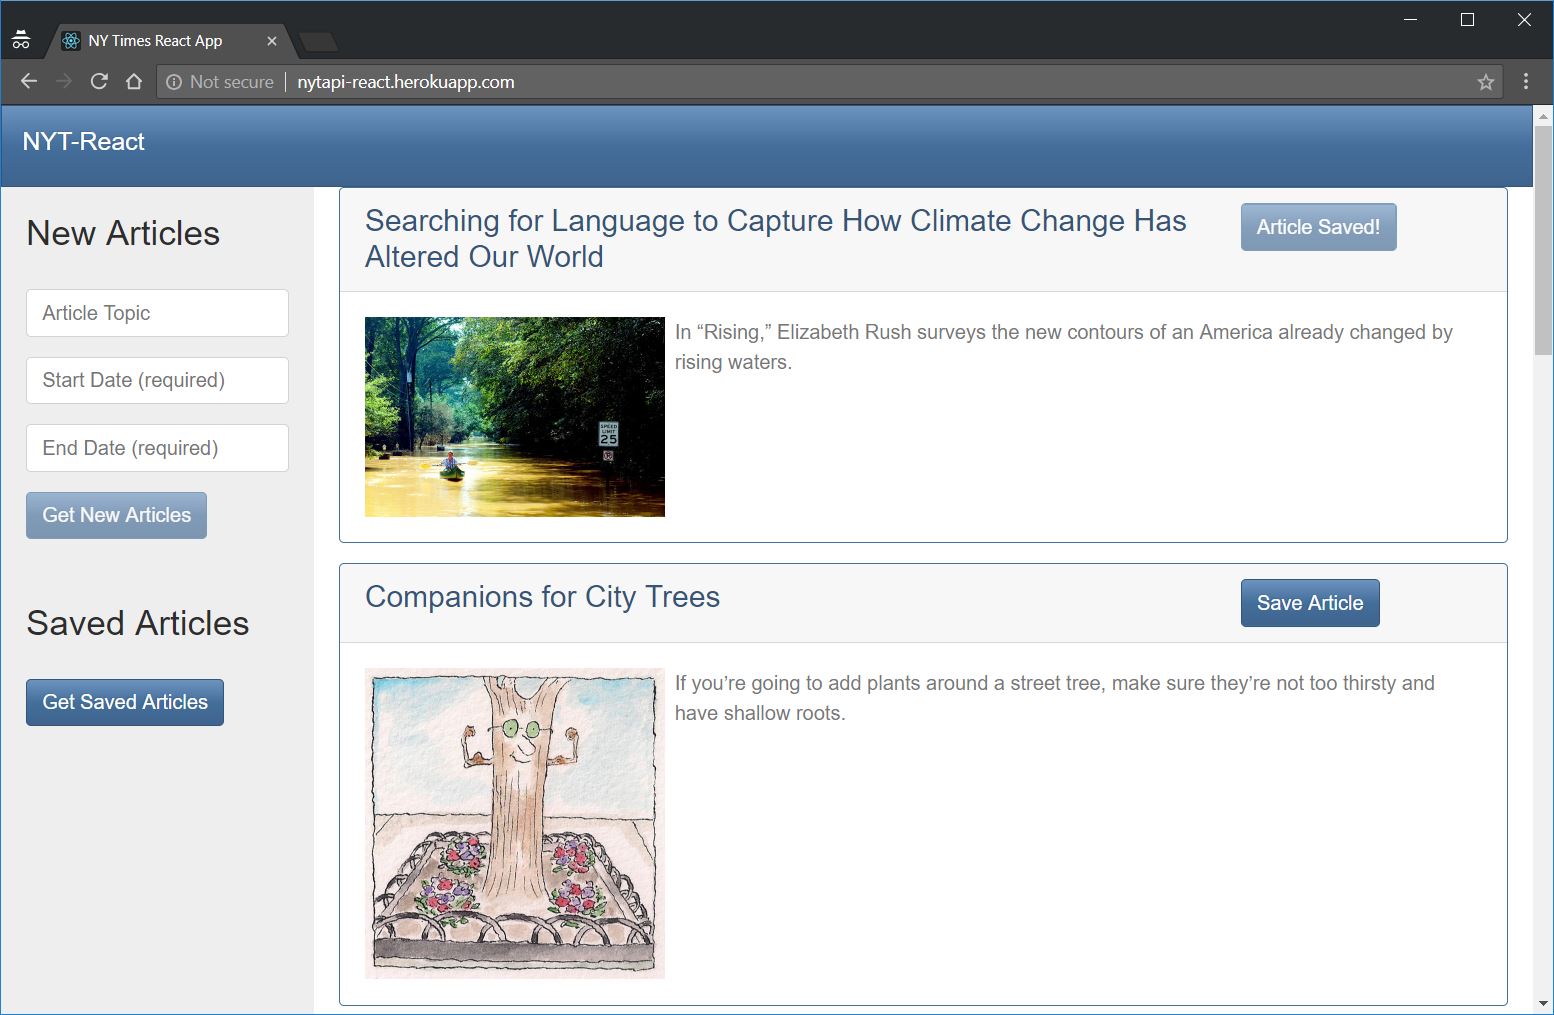 NY Times React App
Not secure
nytapi-react.herokuapp.com
NYT-React
New Articles
Article Topic
Start Date (required)
End Date (required)
Get New Articles
Saved Articles
Get Saved Articles
Searching for Language to Capture How Climate Change Has
Altered Our World
Article Saved!
SPEED
LIMIT
25
In “Rising,” Elizabeth Rush surveys the new contours of an America already changed by
rising waters.
Companions for City Trees
Save Article
If you’re going to add plants around a street tree, make sure they’re not too thirsty and
have shallow roots.